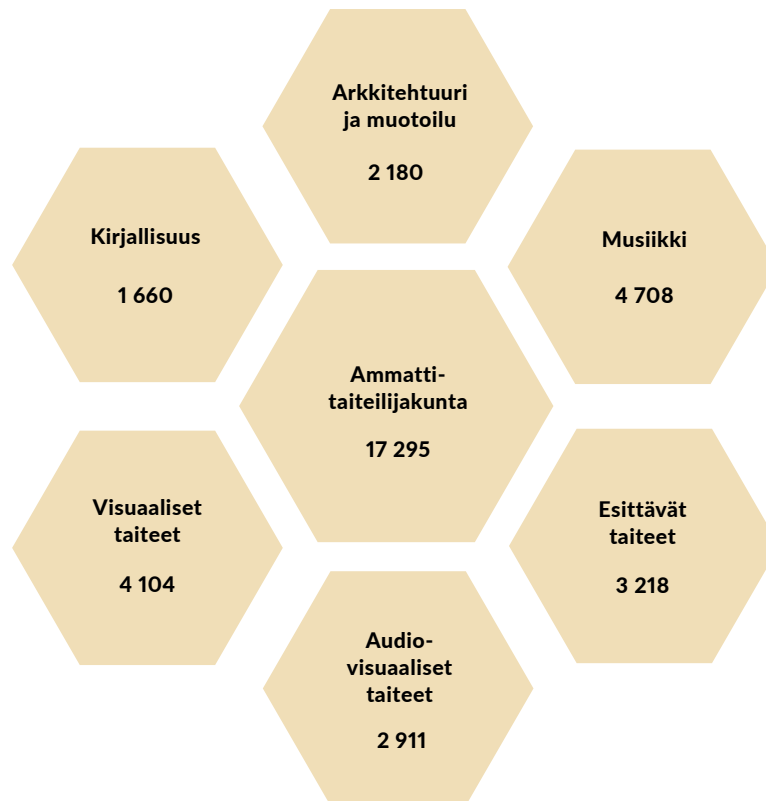 Arkkitehtuuri
ja muotoilu
2 180
Kirjallisuus
1 660
Musiikki
4 708
Ammatti-
taiteilijakunta
17 295
Visuaaliset
taiteet
4 104
Esittävät
taiteet
3 218
Audio-
visuaaliset
taiteet
2 911